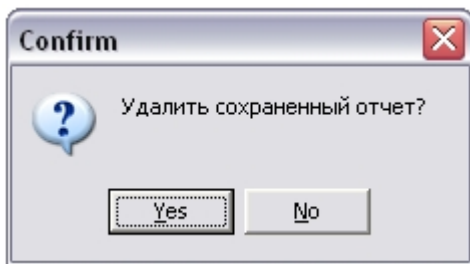 Confirm
Удалить сохраненный отчет?
Yes
No